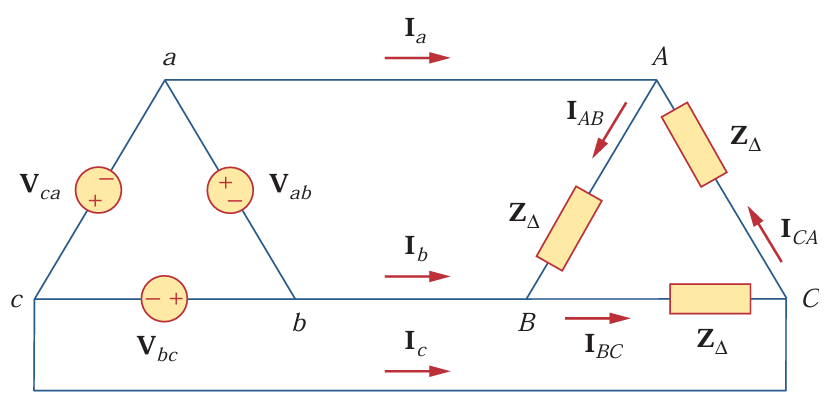 I_a
a
A
I_AB
Z_Δ
V_ca
−
+
+
−
V_ab
Z_Δ
I_CA
I_b
c
− +
b
B
C
V_bc
I_BC
Z_Δ
I_c